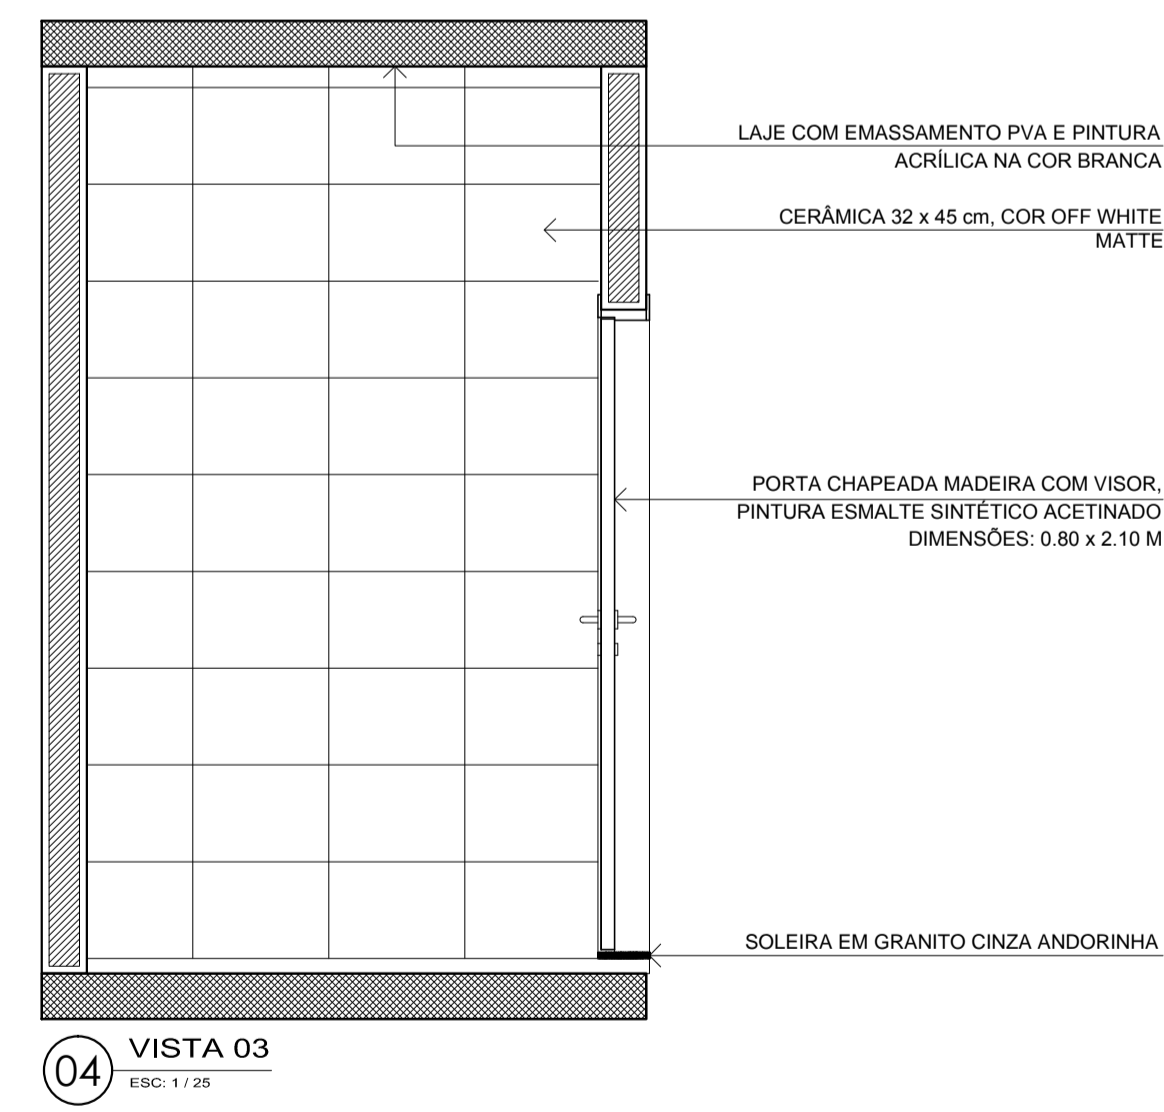 LAJE COM EMASSAMENTO PVA E PINTURA
ACRÍLICA NA COR BRANCA
CERÂMICA 32 x 45 cm, COR OFF WHITE
MATTE
PORTA CHAPEADA MADEIRA COM VISOR,
PINTURA ESMALTE SINTÉTICO ACETINADO
DIMENSÕES: 0.80 x 2.10 M
SOLEIRA EM GRANITO CINZA ANDORINHA
04
VISTA 03
ESC: 1 / 25